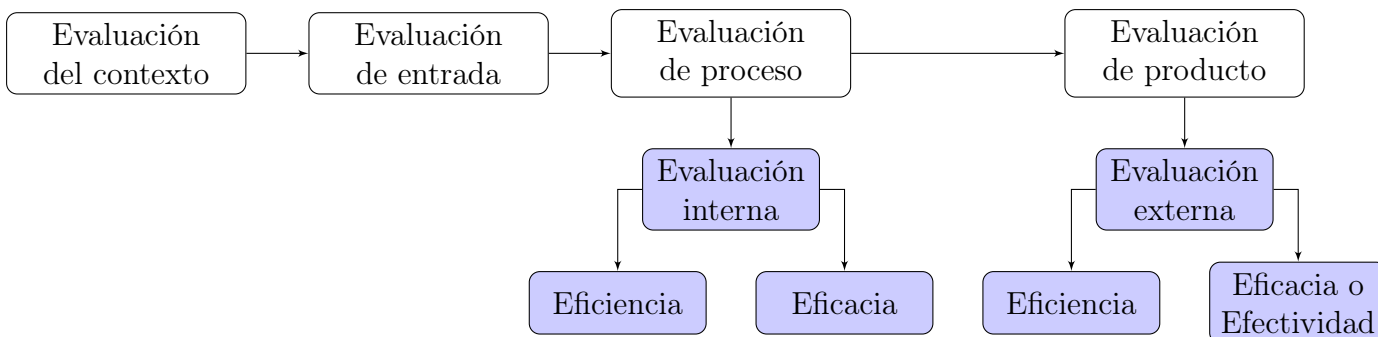 Evaluación
del contexto
Evaluación
de entrada
Evaluación
de proceso
Evaluación
de producto
Evaluación
interna
Evaluación
externa
Eficiencia
Eficacia
Eficiencia
Eficacia o
Efectividad